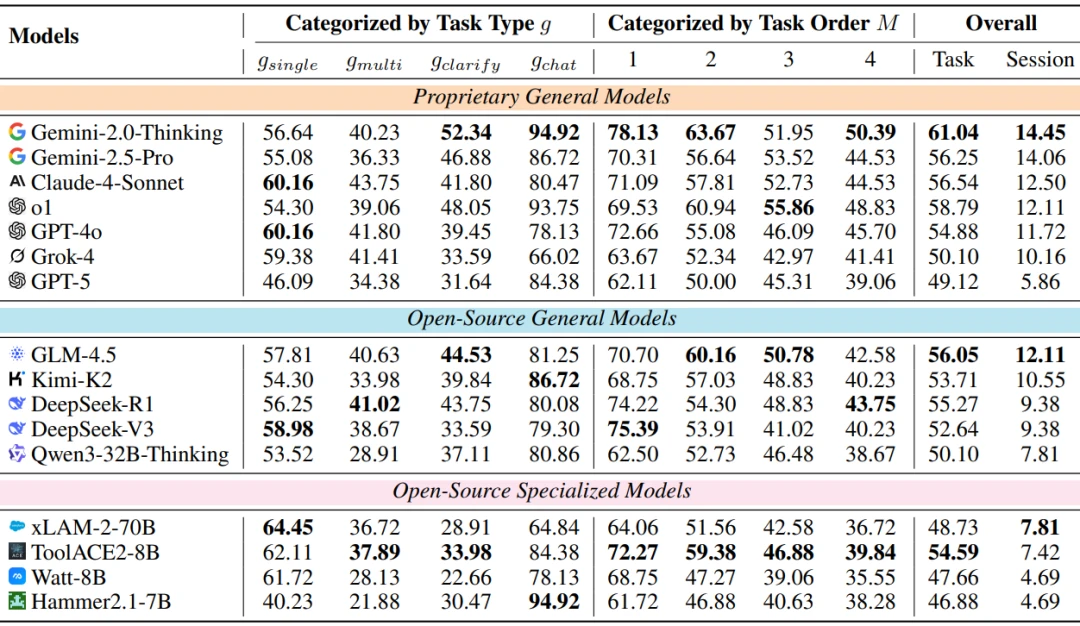 Models Categorized by Task Type g Categorized by Task Order M Overall
g_single g_multi g_clarify g_chat 1 2 3 4 Task Session
Proprietary General Models
Gemini-2.0-Thinking 56.64 40.23 52.34 94.92 78.13 63.67 51.95 50.39 61.04 14.45
Gemini-2.5-Pro 55.08 36.33 46.88 86.72 70.31 56.64 53.52 44.53 56.25 14.06
Claude-4-Sonnet 60.16 43.75 41.80 80.47 71.09 57.81 52.73 44.53 56.54 12.50
o1 54.30 39.06 48.05 93.75 69.53 60.94 55.86 48.83 58.79 12.11
GPT-4o 60.16 41.80 39.45 78.13 72.66 55.08 46.09 45.70 54.88 11.72
Grok-4 59.38 41.41 33.59 66.02 63.67 52.34 42.97 41.41 50.10 10.16
GPT-5 46.09 34.38 31.64 84.38 62.11 50.00 45.31 39.06 49.12 5.86
Open-Source General Models
GLM-4.5 57.81 40.63 44.53 81.25 70.70 60.16 50.78 42.58 56.05 12.11
Kimi-K2 54.30 33.98 39.84 86.72 68.75 57.03 48.83 40.23 53.71 10.55
DeepSeek-R1 56.25 41.02 43.75 80.08 74.22 54.30 48.83 43.75 55.27 9.38
DeepSeek-V3 58.98 38.67 33.59 79.30 75.39 53.91 41.02 40.23 52.64 9.38
Qwen3-32B-Thinking 53.52 28.91 37.11 80.86 62.50 52.73 46.48 38.67 50.10 7.81
Open-Source Specialized Models
xLAM-2-70B 64.45 36.72 28.91 64.84 64.06 51.56 42.58 36.72 48.73 7.81
ToolACE2-8B 62.11 37.89 33.98 84.38 72.27 59.38 46.88 39.84 54.59 7.42
Watt-8B 61.72 28.13 22.66 78.13 68.75 47.27 39.06 35.55 47.66 4.69
Hammer2.1-7B 40.23 21.88 30.47 94.92 61.72 46.88 40.63 38.28 46.88 4.69